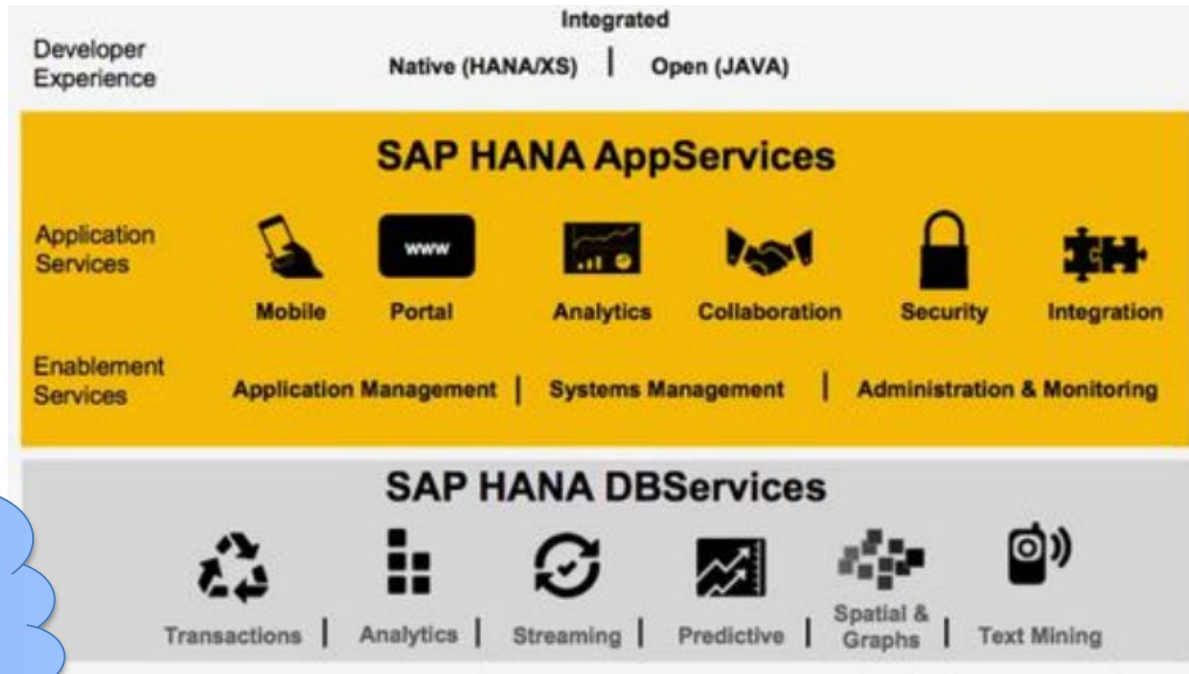 Integrated
Developer
Experience
Native (HANA/XS) | Open (JAVA)
SAP HANA AppServices
Application
Services
www
Mobile Portal Analytics Collaboration Security Integration
Enablement
Services
Application Management | Systems Management | Administration & Monitoring
SAP HANA DBServices
Transactions | Analytics | Streaming | Predictive | Spatial &
Graphs | Text Mining